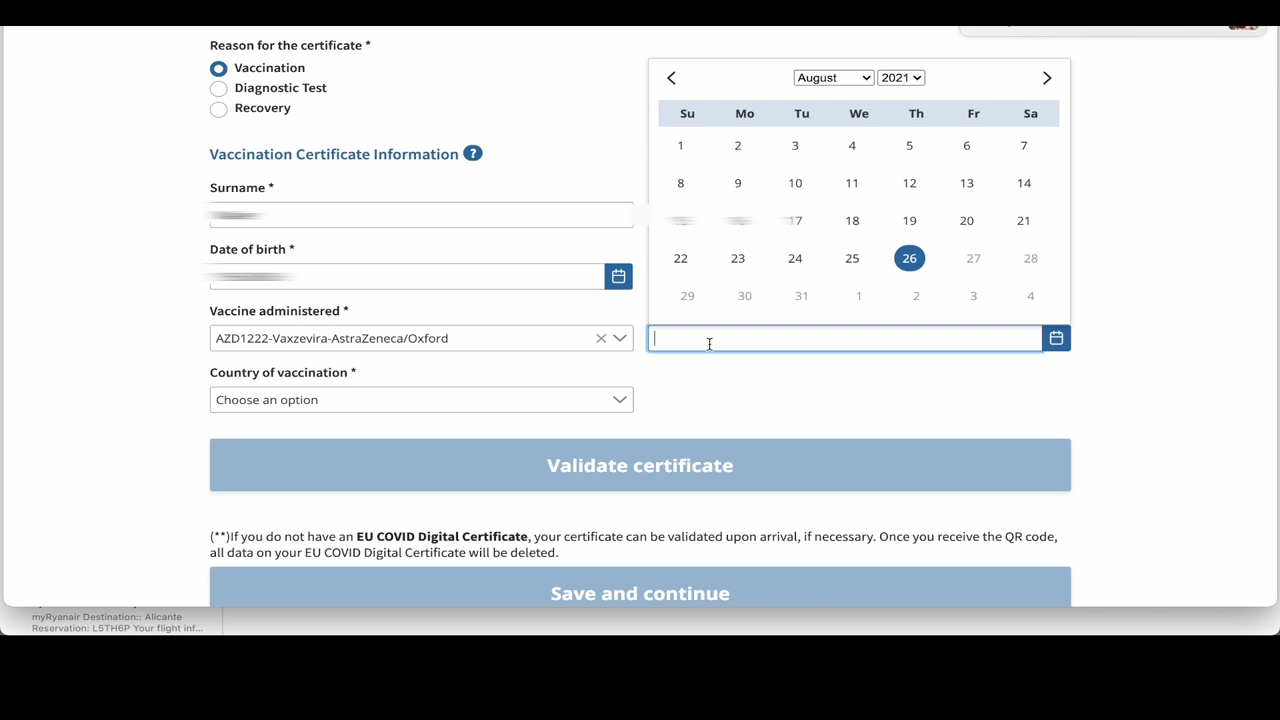 Reason for the certificate *
Vaccination
Diagnostic Test
Recovery
Vaccination Certificate Information ?
Surname *
Date of birth *
Vaccine administered *
AZD1222-Vaxzevira-AstraZeneca/Oxford
Country of vaccination *
Choose an option
August 2021
Su Mo Tu We Th Fr Sa
1 2 3 4 5 6 7
8 9 10 11 12 13 14
17 18 19 20 21
22 23 24 25 26 27 28
29 30 31 1 2 3 4
Validate certificate
(**)If you do not have an EU COVID Digital Certificate, your certificate can be validated upon arrival, if necessary. Once you receive the QR code,
all data on your EU COVID Digital Certificate will be deleted.
Save and continue
myRyanair Destination:: Alicante
Reservation: L5TH6P Your flight inf...